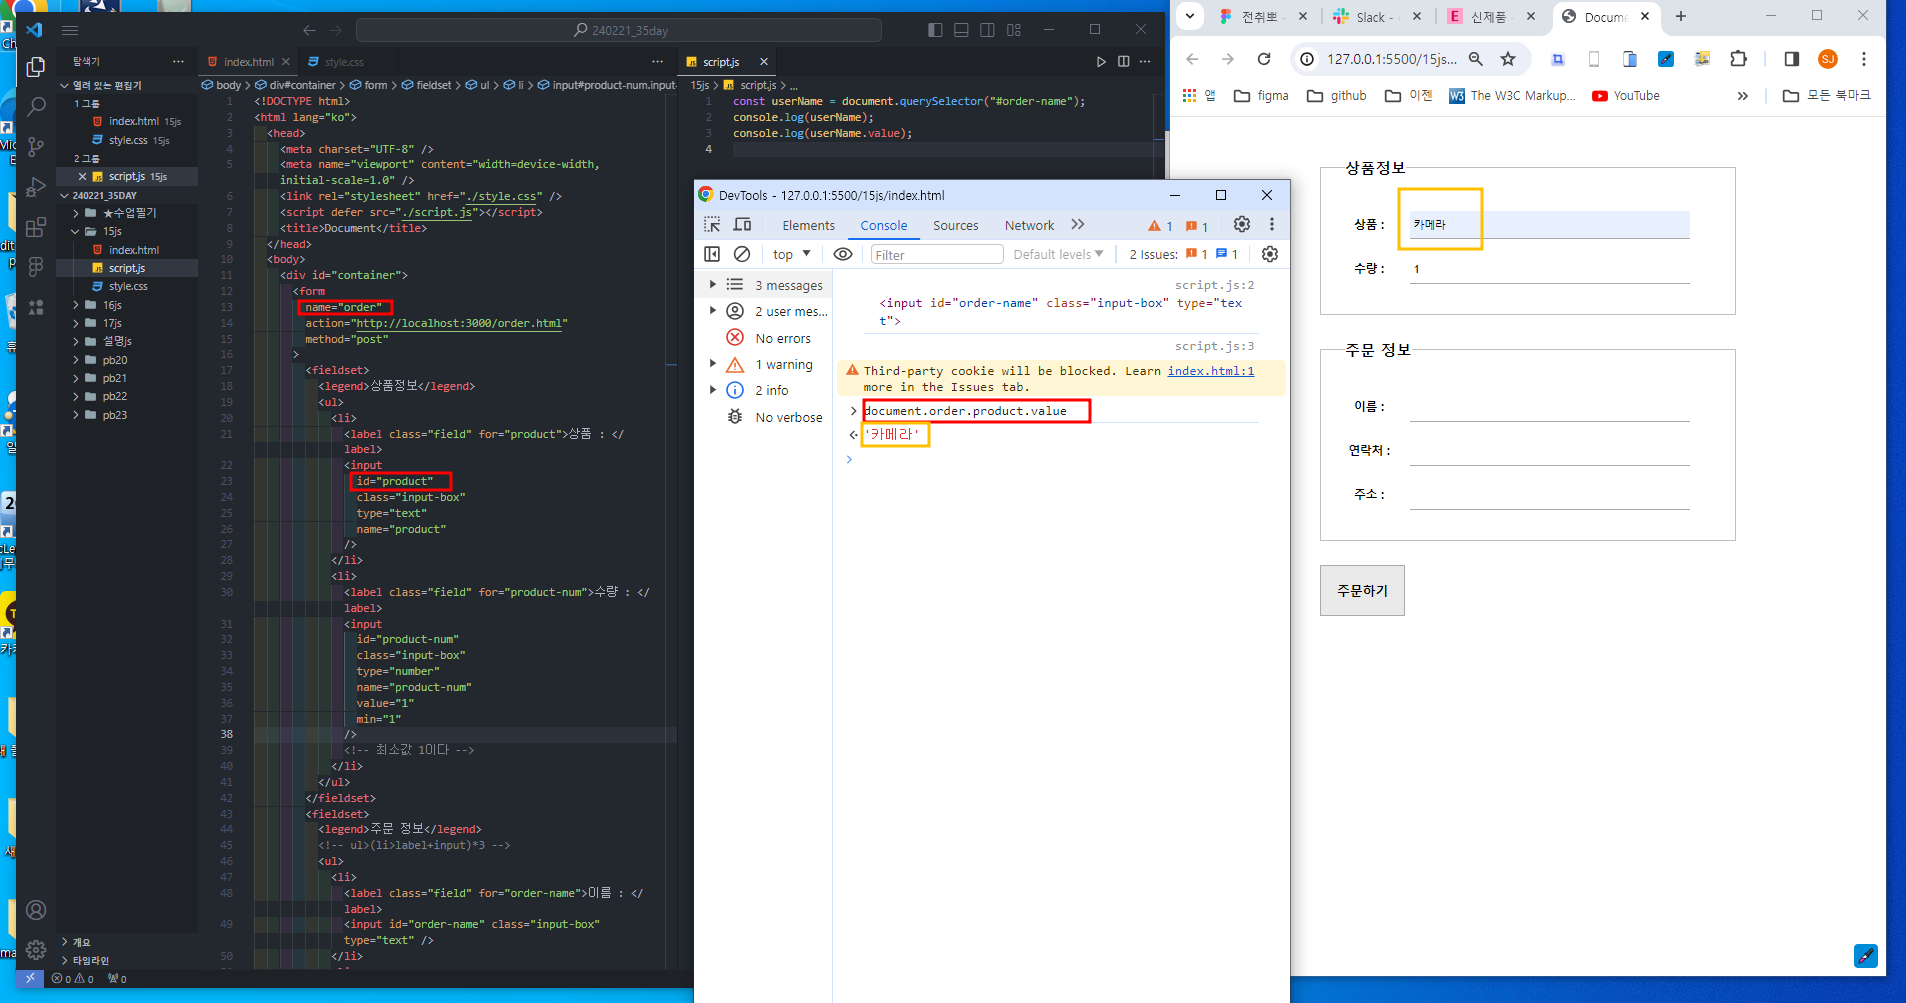 240221_35day
탐색기
열려 있는 편집기
1 그룹
index.html 15js
style.css 15js
2 그룹
script.js 15js
240221_35DAY
★수업필기
15js
index.html
script.js
style.css
16js
17js
설명js
pb20
pb21
pb22
pb23
개요
타임라인
0 0 0
index.html
style.css
body > div#container > form > fieldset > ul > li > input#product-num.input-
1 <!DOCTYPE html>
2 <html lang="ko">
3 <head>
4 <meta charset="UTF-8" />
5 <meta name="viewport" content="width=device-width,
initial-scale=1.0" />
6 <link rel="stylesheet" href="./style.css" />
7 <script defer src="./script.js"></script>
8 <title>Document</title>
9 </head>
10 <body>
11 <div id="container">
12 <form
13 name="order"
14 action="http://localhost:3000/order.html"
15 method="post"
16 >
17 <fieldset>
18 <legend>상품정보</legend>
19 <ul>
20 <li>
21 <label class="field" for="product">상품 : </
label>
22 <input
23 id="product"
24 class="input-box"
25 type="text"
26 name="product"
27 />
28 </li>
29 <li>
30 <label class="field" for="product-num">수량 : </
label>
31 <input
32 id="product-num"
33 class="input-box"
34 type="number"
35 name="product-num"
36 value="1"
37 min="1"
38 />
39 <!-- 최소값 1이다 -->
40 </li>
41 </ul>
42 </fieldset>
43 <fieldset>
44 <legend>주문 정보</legend>
45 <!-- ul>(li>label+input)*3 -->
46 <ul>
47 <li>
48 <label class="field" for="order-name">이름 : </
label>
49 <input id="order-name" class="input-box"
type="text" />
50 </li>
script.js
15js > script.js > ...
1 const userName = document.querySelector("#order-name");
2 console.log(userName);
3 console.log(userName.value);
4
DevTools - 127.0.0.1:5500/15js/index.html
Elements Console Sources Network 1 1
top Filter Default levels 2 Issues: 1 1
3 messages
2 user mes...
No errors
1 warning
2 info
No verbose
script.js:2
<input id="order-name" class="input-box" type="tex
t">
script.js:3
Third-party cookie will be blocked. Learn index.html:1
more in the Issues tab.
document.order.product.value
'카메라'
전취뽀 Slack - 신제품 - Docume
127.0.0.1:5500/15js... SJ
앱 figma github 이젠 The W3C Markup... YouTube 모든 북마크
상품정보
상품 : 카메라
수량 : 1
주문 정보
이름 :
연락처 :
주소 :
주문하기